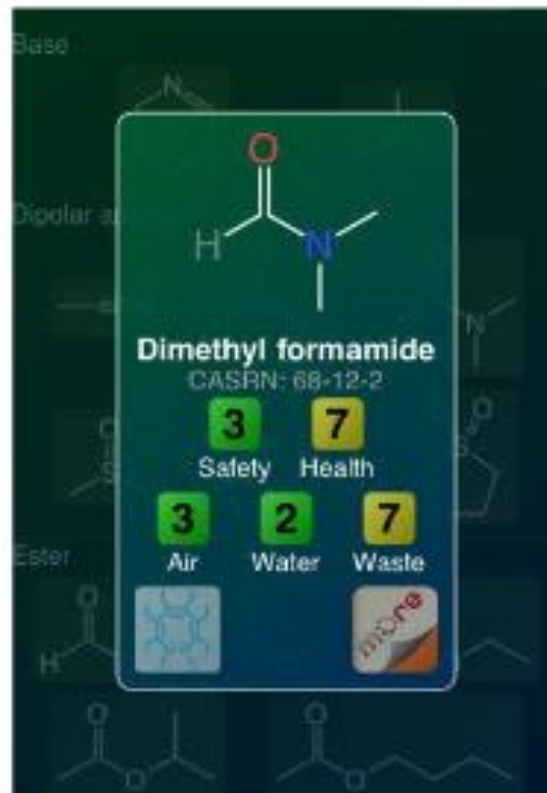 Base
N
O
H
N
Dipolar a
Dimethyl formamide
CASRN: 68-12-2
3 7
Safety Health
3 2 7
Air Water Waste
more
N
O
Ester
O
H
O
O
O
O